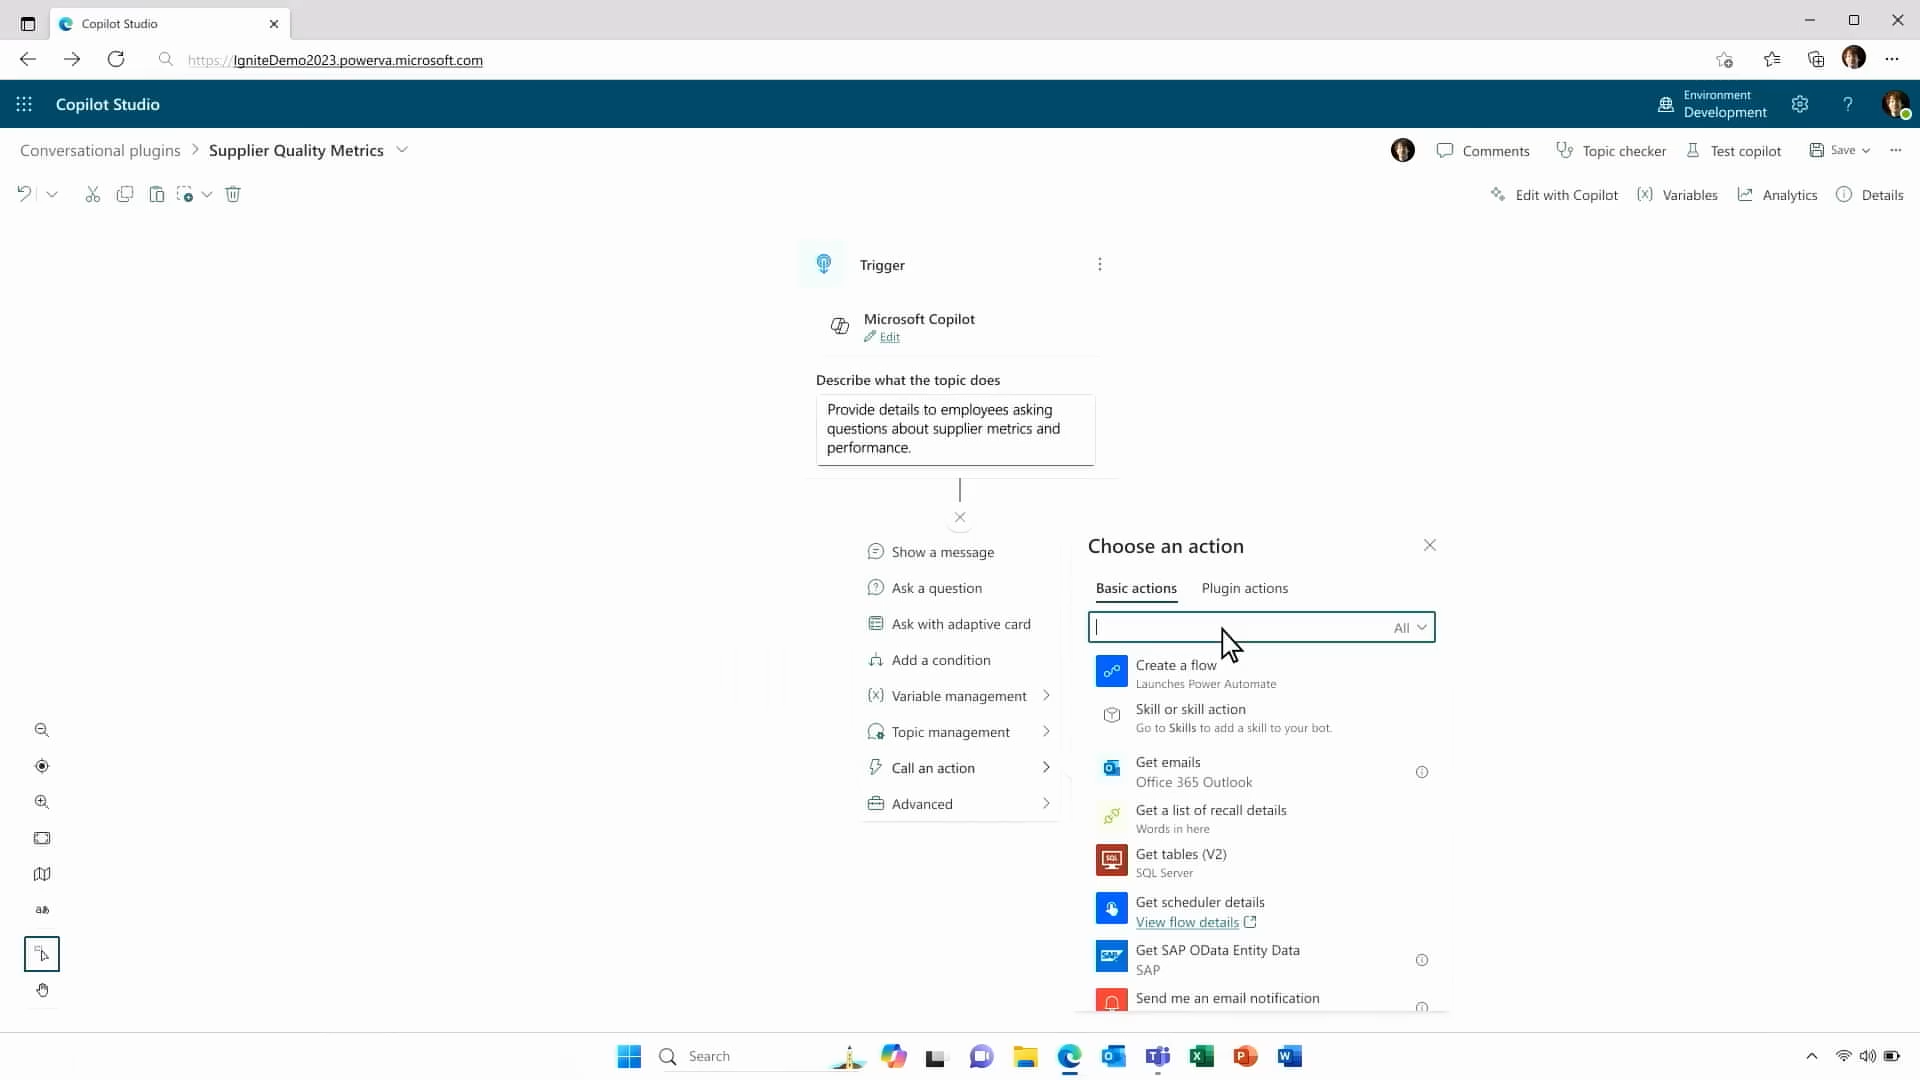 Copilot Studio
https://IgniteDemo2023.powerva.microsoft.com
Copilot Studio
Environment
Development
Conversational plugins > Supplier Quality Metrics
Comments
Topic checker
Test copilot
Save
Edit with Copilot
Variables
Analytics
Details
Trigger
Microsoft Copilot
Edit
Describe what the topic does
Provide details to employees asking
questions about supplier metrics and
performance.
Show a message
Ask a question
Ask with adaptive card
Add a condition
Variable management
Topic management
Call an action
Advanced
Choose an action
Basic actions
Plugin actions
All
Create a flow
Launches Power Automate
Skill or skill action
Go to Skills to add a skill to your bot.
Get emails
Office 365 Outlook
Get a list of recall details
Words in here
SQL
Get tables (V2)
SQL Server
Get scheduler details
View flow details
SAP
Get SAP OData Entity Data
SAP
Send me an email notification
Search